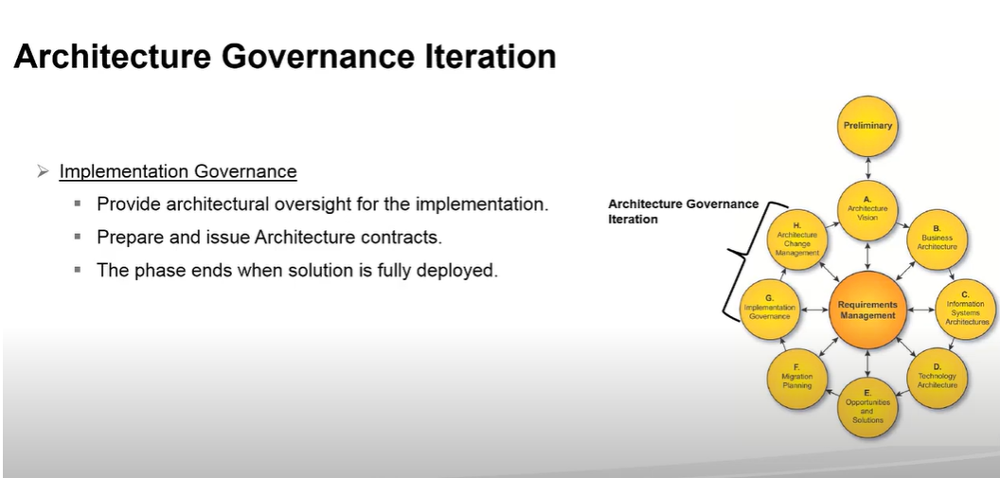 Architecture Governance Iteration
Implementation Governance
Provide architectural oversight for the implementation.
Prepare and issue Architecture contracts.
The phase ends when solution is fully deployed.
Architecture Governance
Iteration
Preliminary
A.
Architecture
Vision
B.
Business
Architecture
C.
Information
Systems
Architectures
D.
Technology
Architecture
E.
Opportunities
and
Solutions
F.
Migration
Planning
G.
Implementation
Governance
H.
Architecture
Change
Management
Requirements
Management